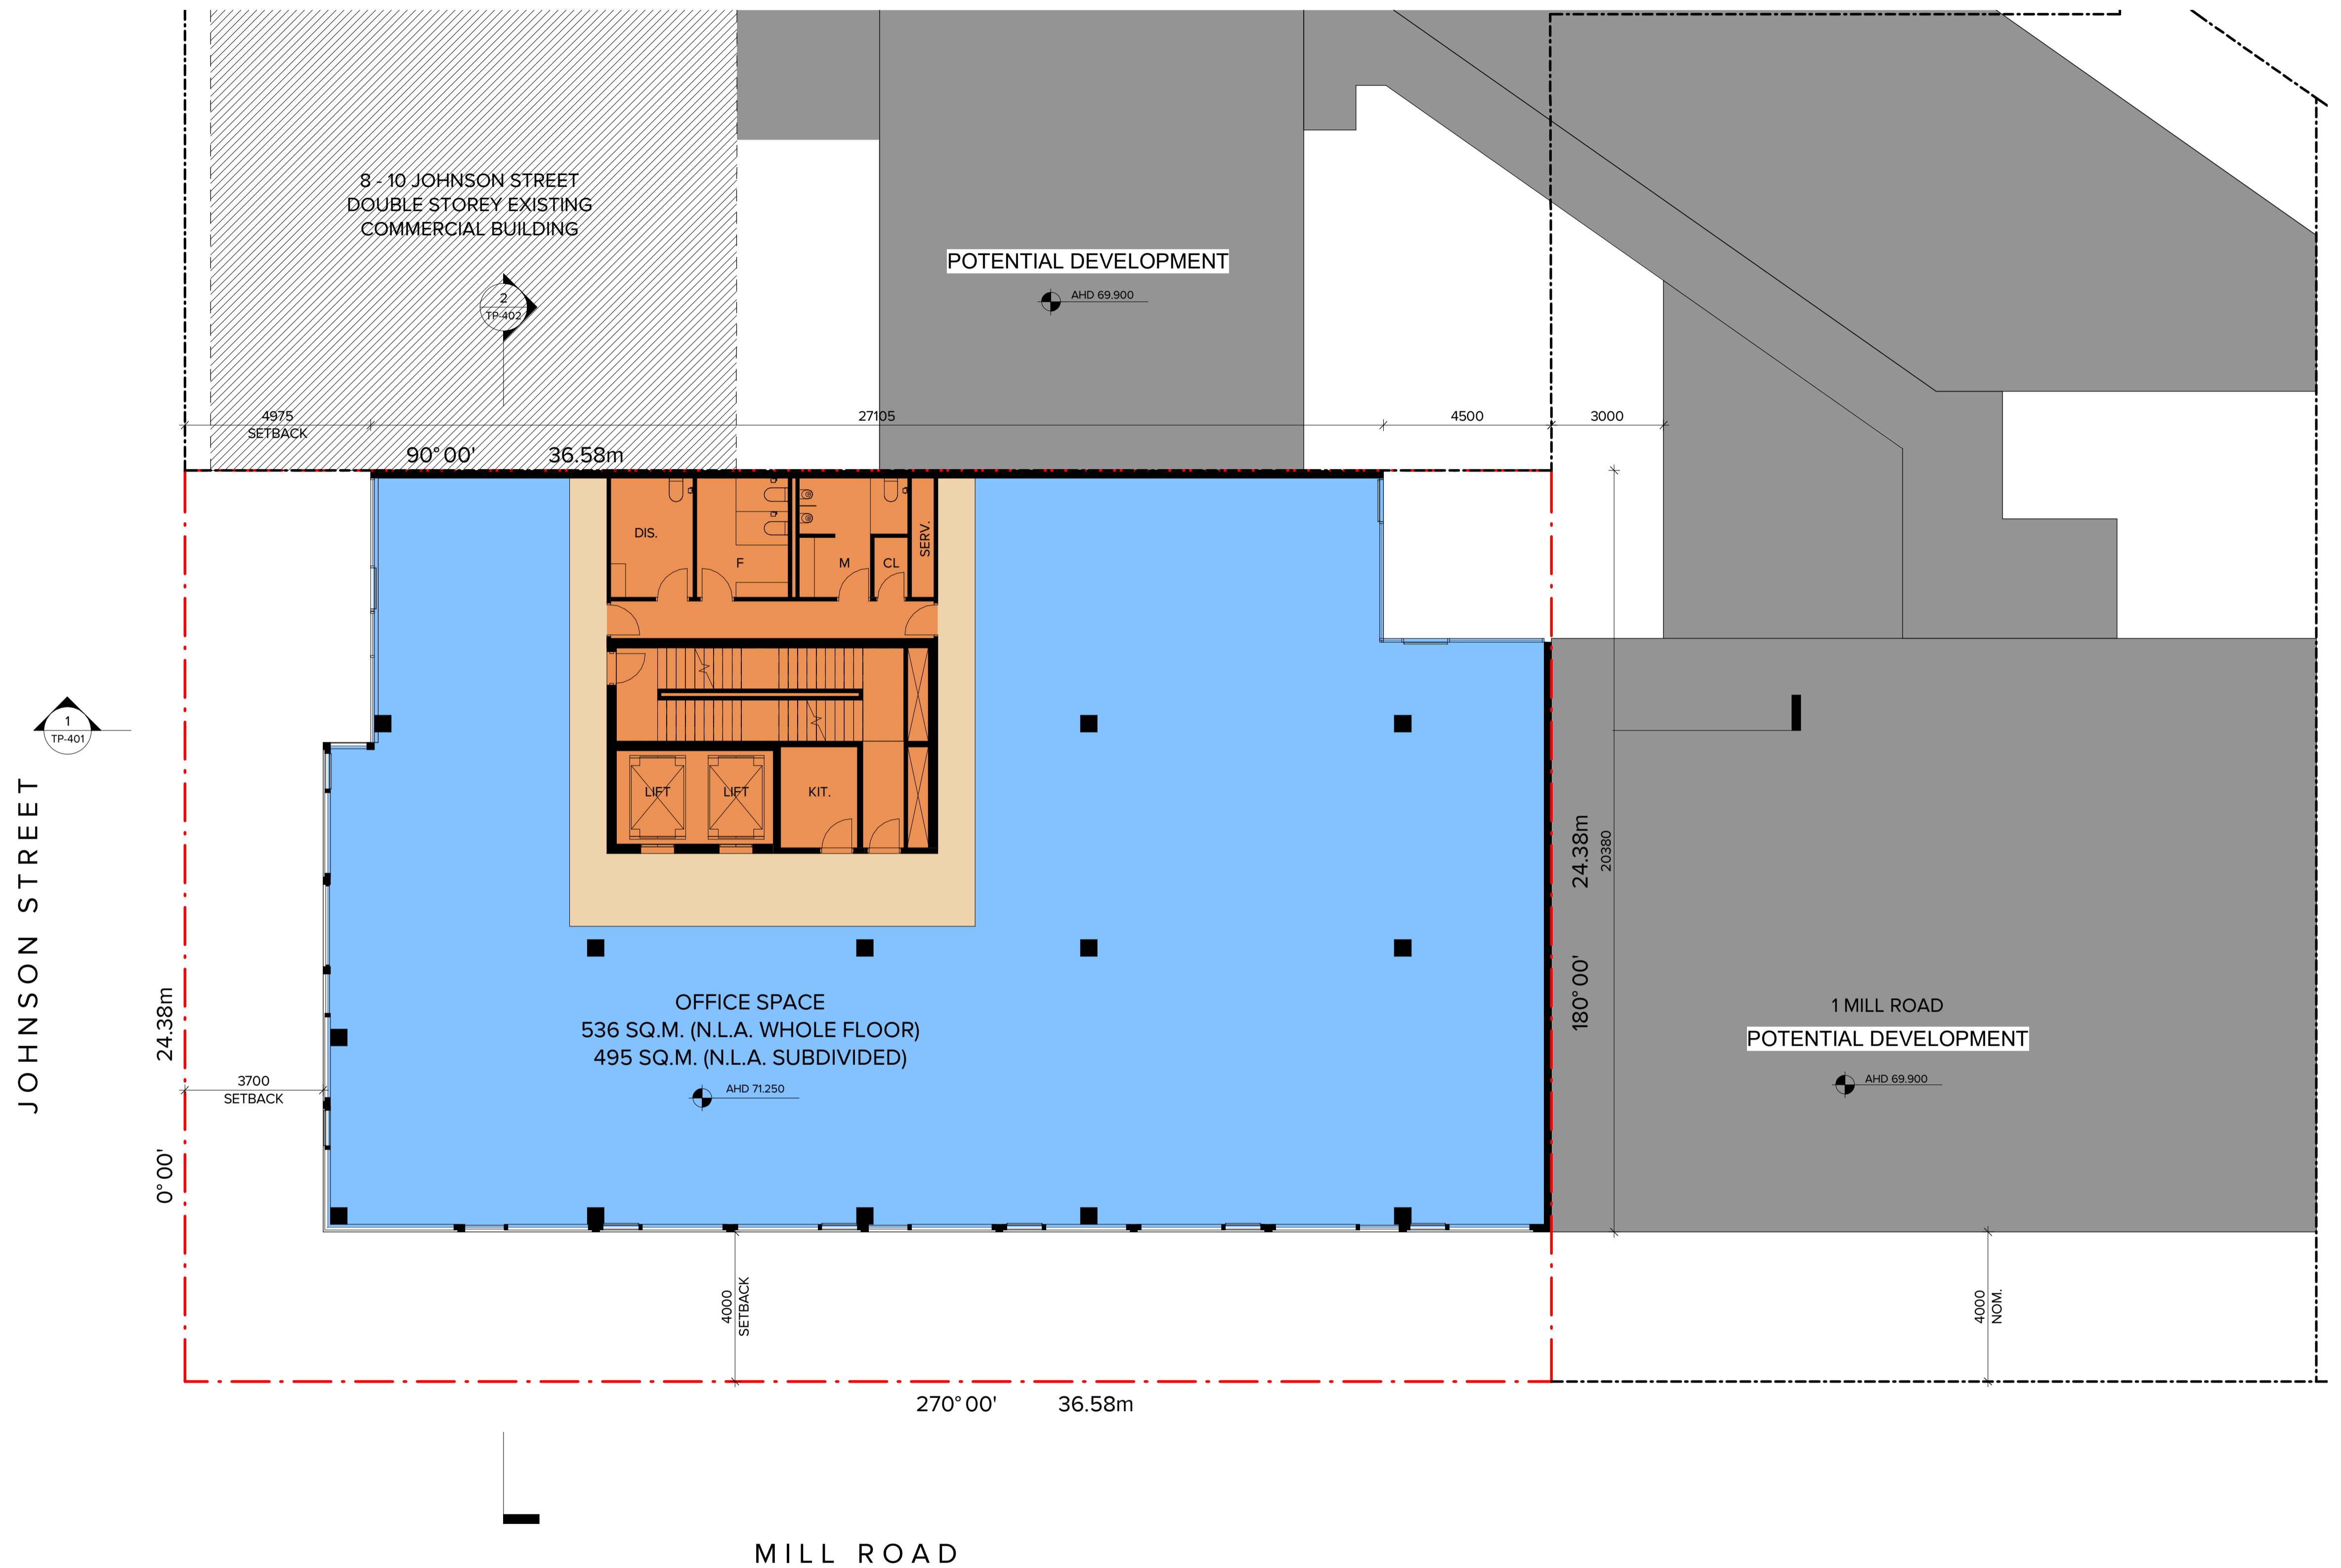 8 - 10 JOHNSON STREET
DOUBLE STOREY EXISTING
COMMERCIAL BUILDING
2
TP-402
POTENTIAL DEVELOPMENT
AHD 69.900
4975
SETBACK
27105
4500
3000
90° 00'
36.58m
DIS.
F
M
CL
SERV.
1
TP-401
LIFT
LIFT
KIT.
JOHNSON STREET
24.38m
0° 00'
3700
SETBACK
OFFICE SPACE
536 SQ.M. (N.L.A. WHOLE FLOOR)
495 SQ.M. (N.L.A. SUBDIVIDED)
AHD 71.250
24.38m
180° 00'
20380
1 MILL ROAD
POTENTIAL DEVELOPMENT
AHD 69.900
4000
SETBACK
4000
NOM.
270° 00'
36.58m
MILL ROAD